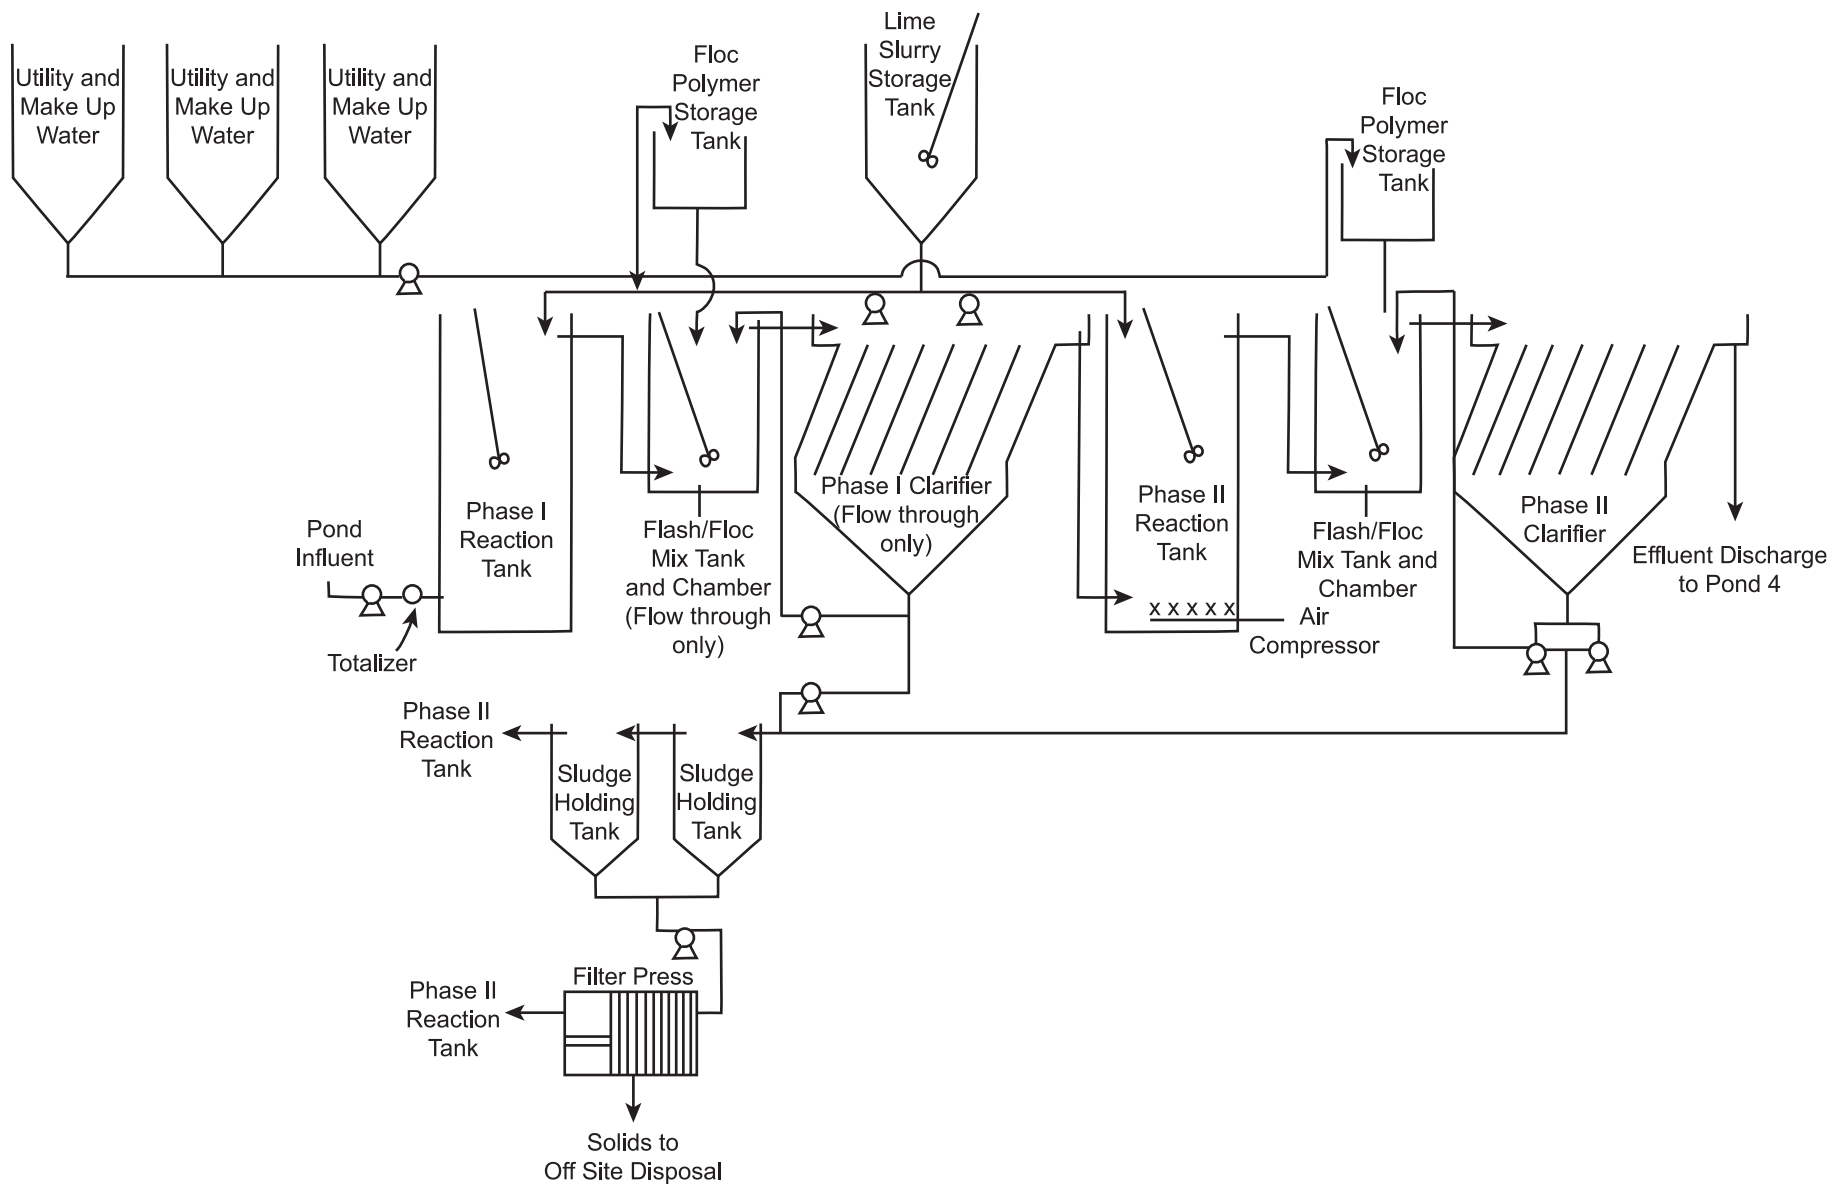 Utility and
Make Up
Water
Utility and
Make Up
Water
Utility and
Make Up
Water
Floc
Polymer
Storage
Tank
Lime
Slurry
Storage
Tank
Floc
Polymer
Storage
Tank
Pond
Influent
Totalizer
Phase I
Reaction
Tank
Flash/Floc
Mix Tank
and Chamber
(Flow through
only)
Phase I Clarifier
(Flow through
only)
Phase II
Reaction
Tank
x x x x x
Air
Compressor
Flash/Floc
Mix Tank and
Chamber
Phase II
Clarifier
Effluent Discharge
to Pond 4
Phase II
Reaction
Tank
Sludge
Holding
Tank
Sludge
Holding
Tank
Filter Press
Phase II
Reaction
Tank
Solids to
Off Site Disposal